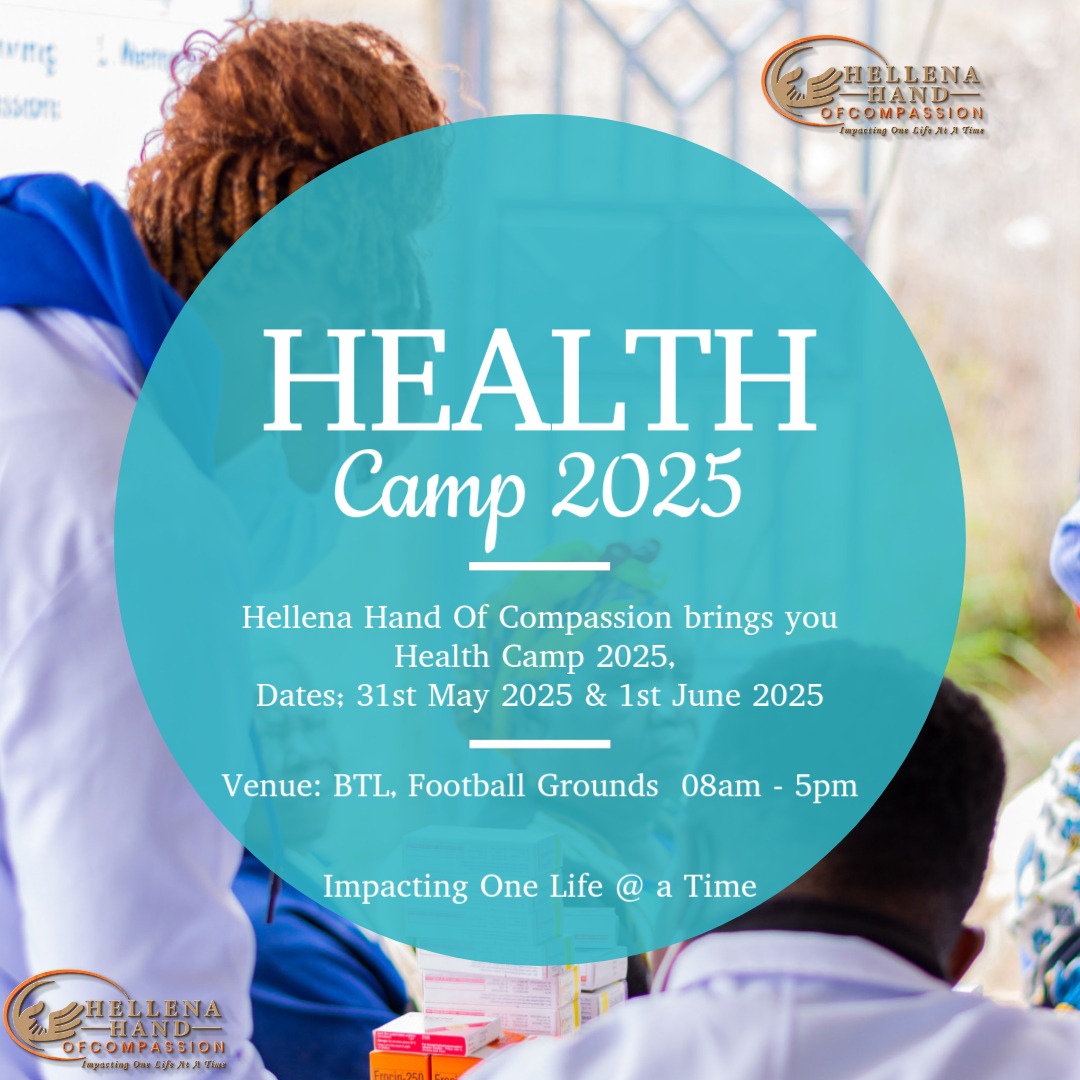 HELLENA
HAND
OFCOMPASSION
Impacting One Life At A Time
HEALTH
Camp 2025
Hellena Hand Of Compassion brings you
Health Camp 2025,
Dates; 31st May 2025 & 1st June 2025
Venue: BTL, Football Grounds 08am - 5pm
Impacting One Life @ a Time
HELLENA
HAND
OFCOMPASSION
Impacting One Life At A Time
Erocin-250